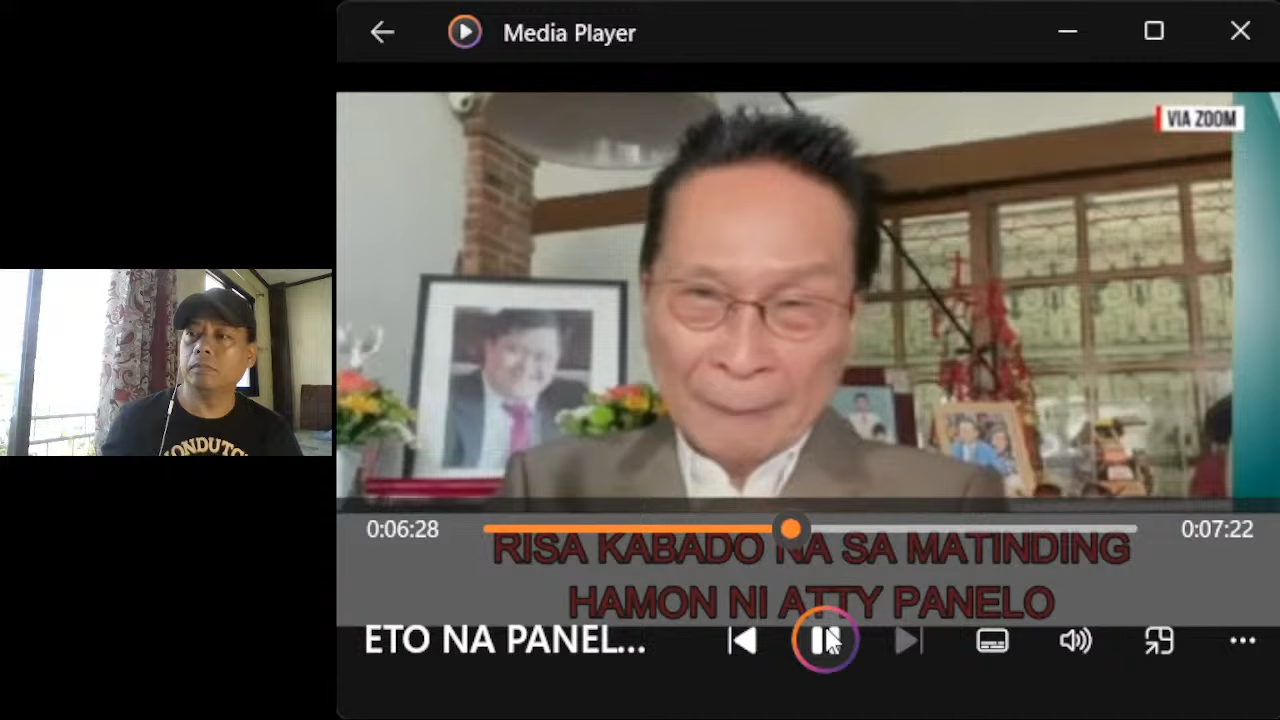 Media Player
VIA ZOOM
0:06:28
0:07:22
RISA KABADO NA SA MATINDING
HAMON NI ATTY PANELO
ETO NA PANEL...